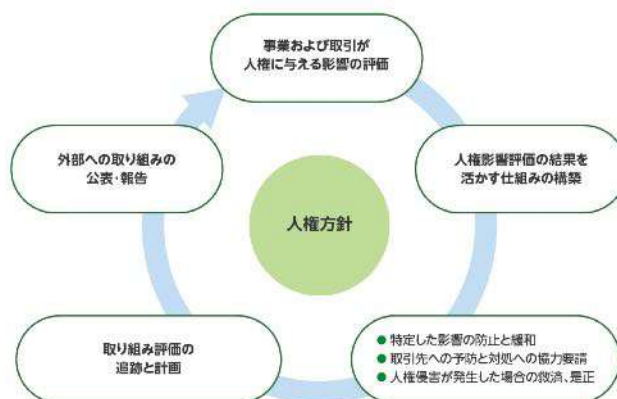 事業および取引が
人権に与える影響の評価
人権影響評価の結果を
活かす仕組みの構築
● 特定した影響の防止と緩和
● 取引先への予防と対処への協力要請
● 人権侵害が発生した場合の救済、是正
取り組み評価の
追跡と計画
外部への取り組みの
公表・報告
人権方針